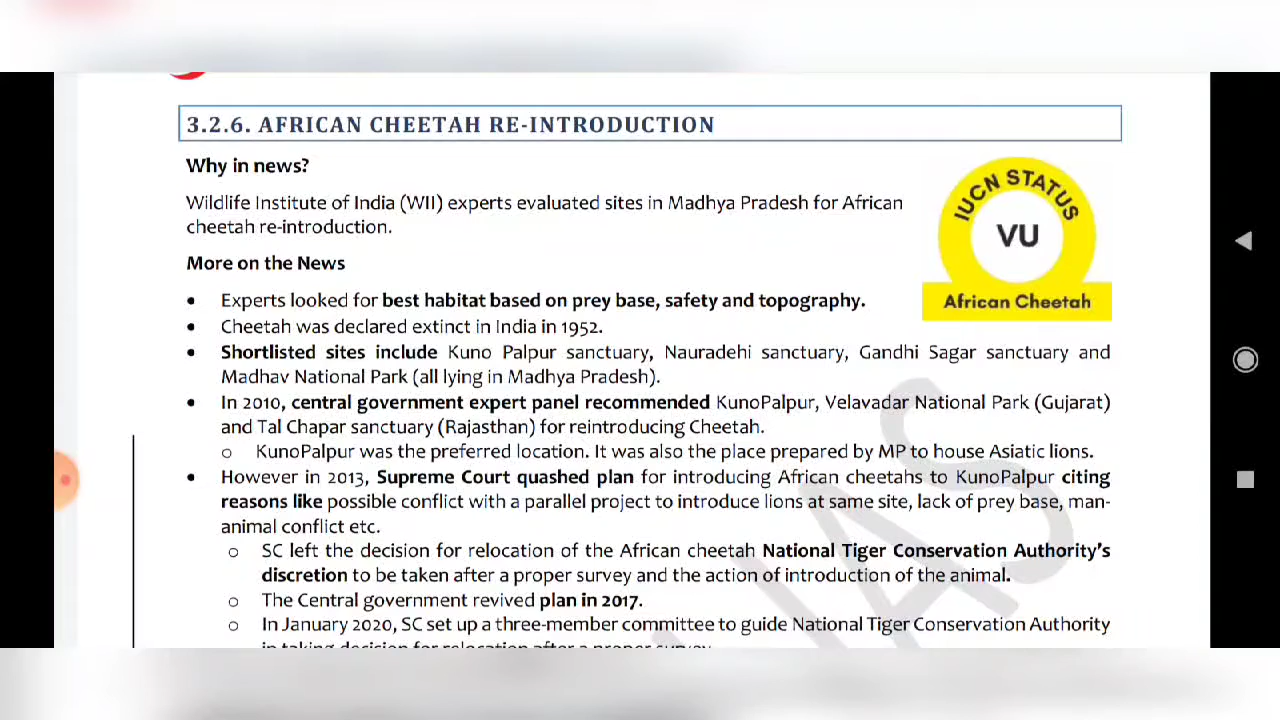 3.2.6. AFRICAN CHEETAH RE-INTRODUCTION
Why in news?
Wildlife Institute of India (WII) experts evaluated sites in Madhya Pradesh for African
cheetah re-introduction.
IUCN STATUS
VU
African Cheetah
More on the News
• Experts looked for best habitat based on prey base, safety and topography.
• Cheetah was declared extinct in India in 1952.
• Shortlisted sites include Kuno Palpur sanctuary, Nauradehi sanctuary, Gandhi Sagar sanctuary and
Madhav National Park (all lying in Madhya Pradesh).
• In 2010, central government expert panel recommended KunoPalpur, Velavadar National Park (Gujarat)
and Tal Chapar sanctuary (Rajasthan) for reintroducing Cheetah.
o KunoPalpur was the preferred location. It was also the place prepared by MP to house Asiatic lions.
• However in 2013, Supreme Court quashed plan for introducing African cheetahs to KunoPalpur citing
reasons like possible conflict with a parallel project to introduce lions at same site, lack of prey base, man-
animal conflict etc.
o SC left the decision for relocation of the African cheetah National Tiger Conservation Authority's
discretion to be taken after a proper survey and the action of introduction of the animal.
o The Central government revived plan in 2017.
o In January 2020, SC set up a three-member committee to guide National Tiger Conservation Authority
in taking decision for relocation after a proper survey
IAS